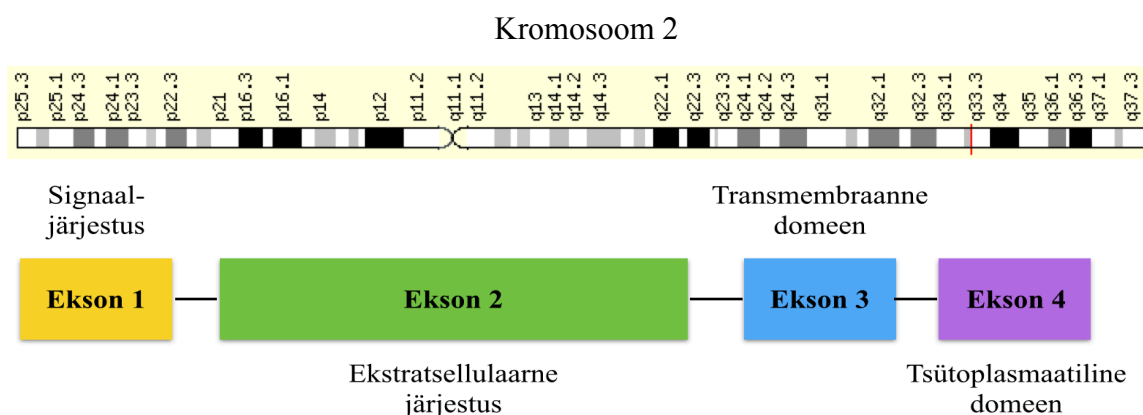 Kromosoom 2
p25.3 p25.1 p24.3 p24.1 p23.3 p22.3 p21 p16.3 p16.1 p14 p12 p11.2 q11.1 q11.2 q13 q14.1 q14.2 q14.3 q22.1 q22.3 q23.3 q24.1 q24.2 q24.3 q31.1 q32.1 q32.3 q33.1 q33.3 q34 q35 q36.1 q36.3 q37.1 q37.3
Signaal-
järjestus
Transmembraanne
domeen
Ekson 1 Ekson 2 Ekson 3 Ekson 4
Ekstratsellulaarne
järjestus
Tsütoplasmaatiline
domeen